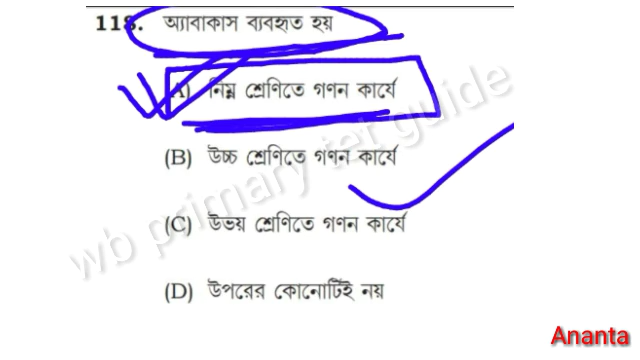 118. অ্যাবাকাস ব্যবহৃত হয়
(A) নিম্ন শ্রেণিতে গণন কার্যে
(B) উচ্চ শ্রেণিতে গণন কার্যে
(C) উভয় শ্রেণিতে গণন কার্যে
(D) উপরের কোনোটিই নয়
wb primary tet guide
Ananta